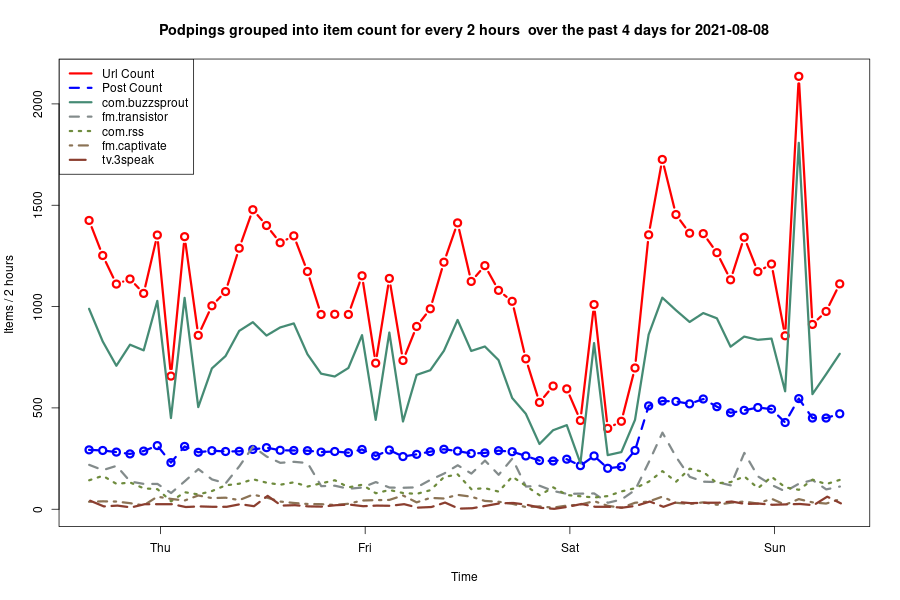 Podpings grouped into item count for every 2 hours  over the past 4 days for 2021-08-08
Url Count
Post Count
com.buzzsprout
fm.transistor
com.rss
fm.captivate
tv.3speak
2000
1500
1000
500
0
Items / 2 hours
Thu
Fri
Sat
Sun
Time